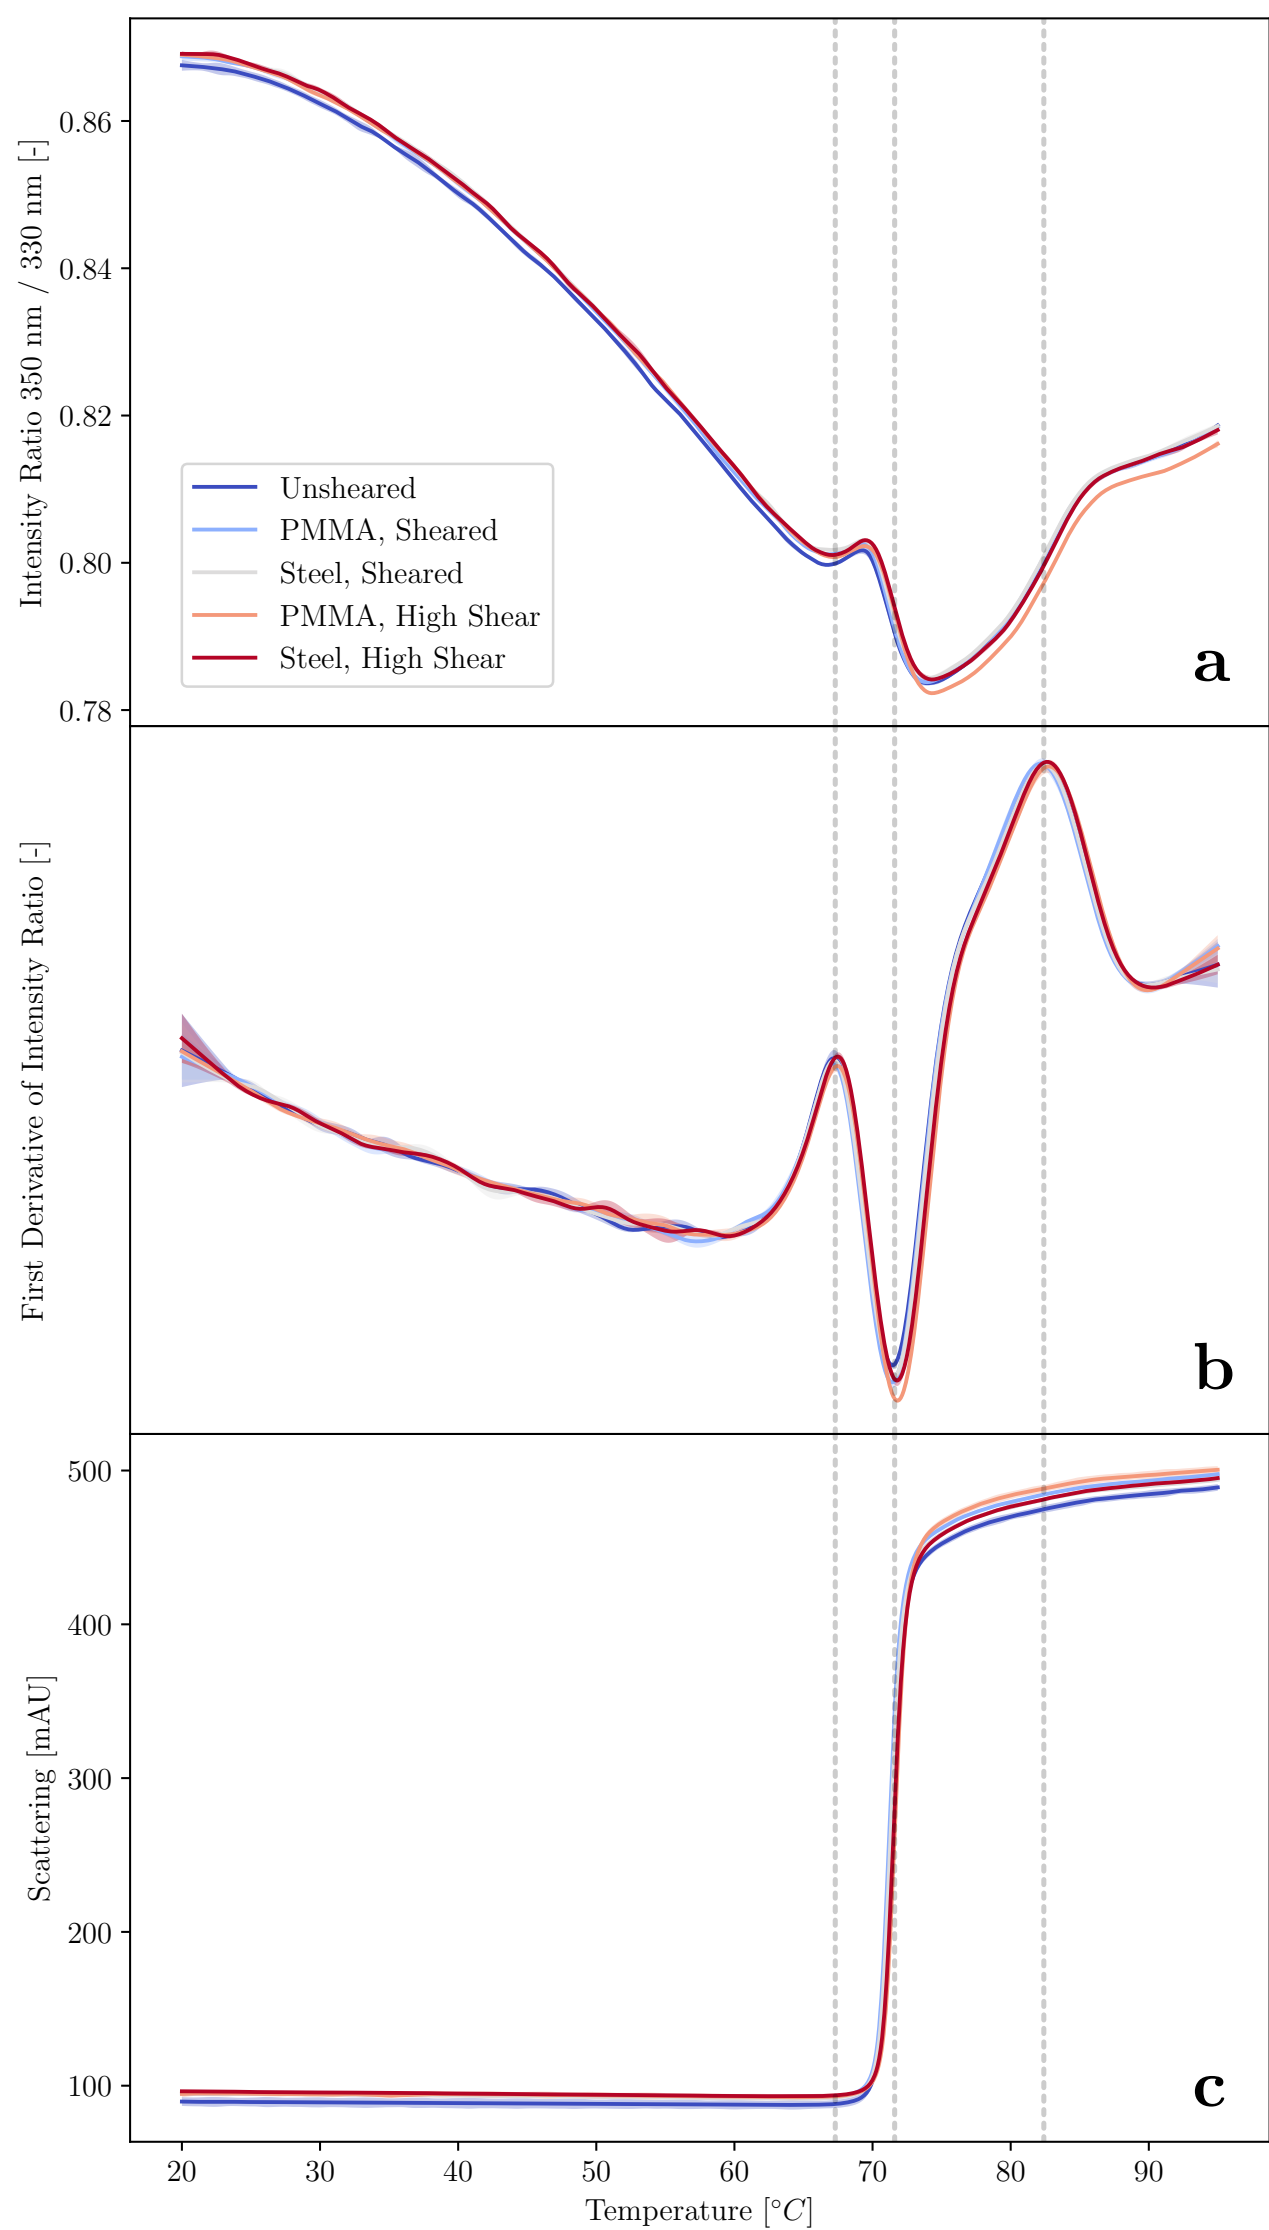 Intensity Ratio 350 nm / 330 nm [-]
0.86
0.84
0.82
0.80
0.78
Unsheared
PMMA, Sheared
Steel, Sheared
PMMA, High Shear
Steel, High Shear
a
First Derivative of Intensity Ratio [-]
b
Scattering [mAU]
500
400
300
200
100
c
20 30 40 50 60 70 80 90
Temperature [°C]